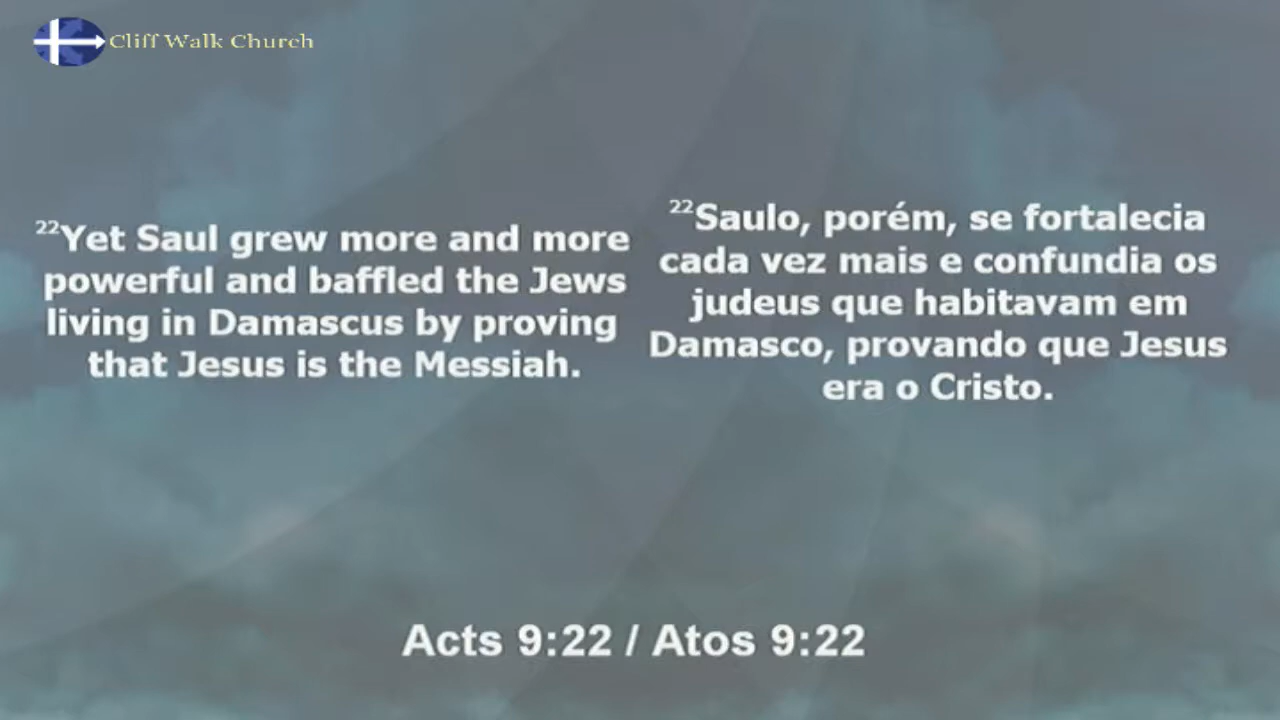 Cliff Walk Church
²²Yet Saul grew more and more
powerful and baffled the Jews
living in Damascus by proving
that Jesus is the Messiah.
²²Saulo, porém, se fortalecia
cada vez mais e confundia os
judeus que habitavam em
Damasco, provando que Jesus
era o Cristo.
Acts 9:22 / Atos 9:22